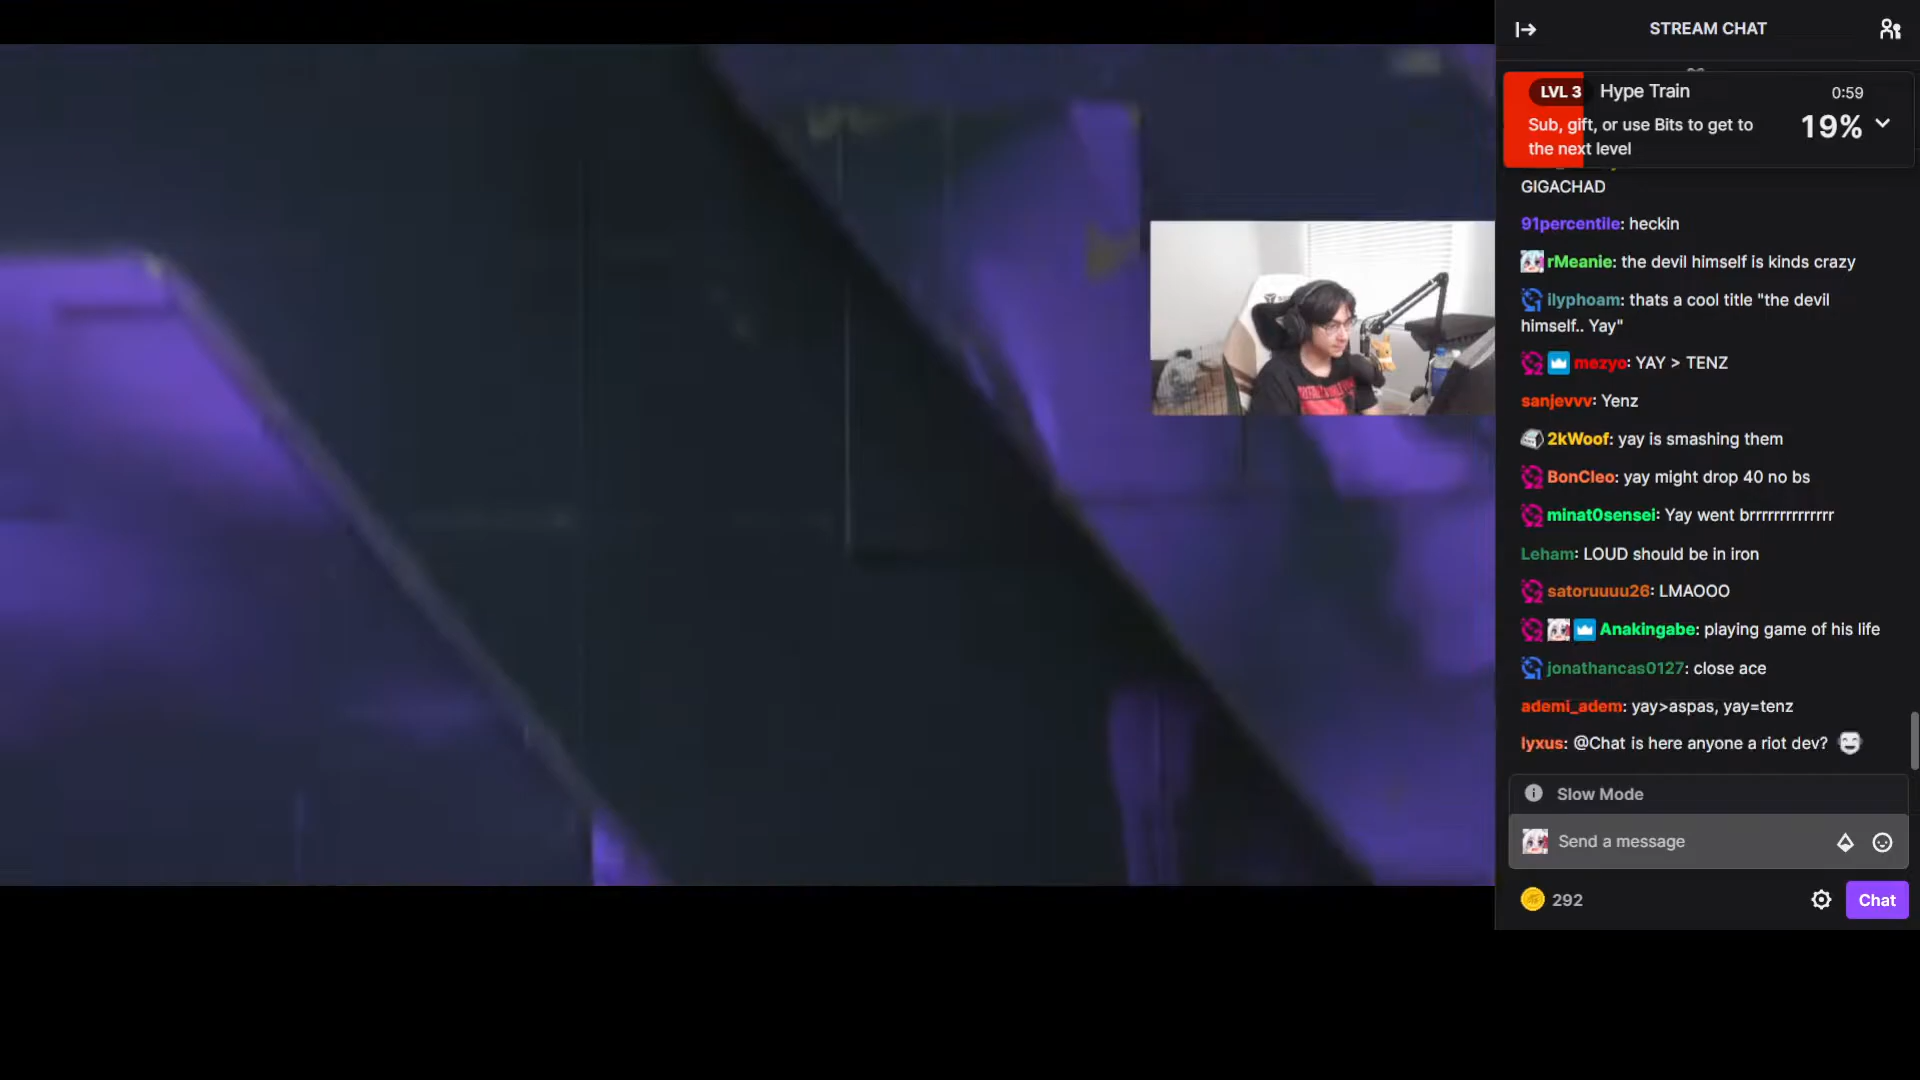 STREAM CHAT
LVL 3 Hype Train 0:59
Sub, gift, or use Bits to get to
the next level
19%
GIGACHAD
91percentile: heckin
rMeanie: the devil himself is kinds crazy
ilyphoam: thats a cool title "the devil
himself.. Yay"
mezyo: YAY > TENZ
sanjevvv: Yenz
2kWoof: yay is smashing them
BonCleo: yay might drop 40 no bs
minat0sensei: Yay went brrrrrrrrrrrrrr
Leham: LOUD should be in iron
satoruuuu26: LMAOOO
Anakingabe: playing game of his life
jonathancas0127: close ace
ademi_adem: yay>aspas, yay=tenz
lyxus: @Chat is here anyone a riot dev?
Slow Mode
Send a message
292
Chat